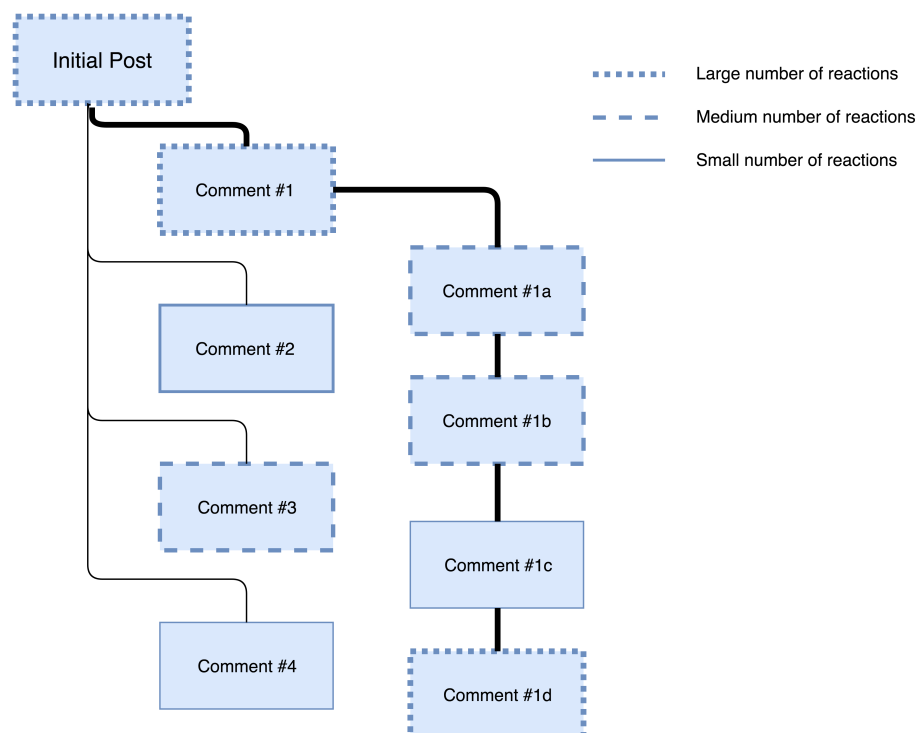 Initial Post
Large number of reactions
Medium number of reactions
Small number of reactions
Comment #1
Comment #1a
Comment #2
Comment #1b
Comment #3
Comment #1c
Comment #4
Comment #1d